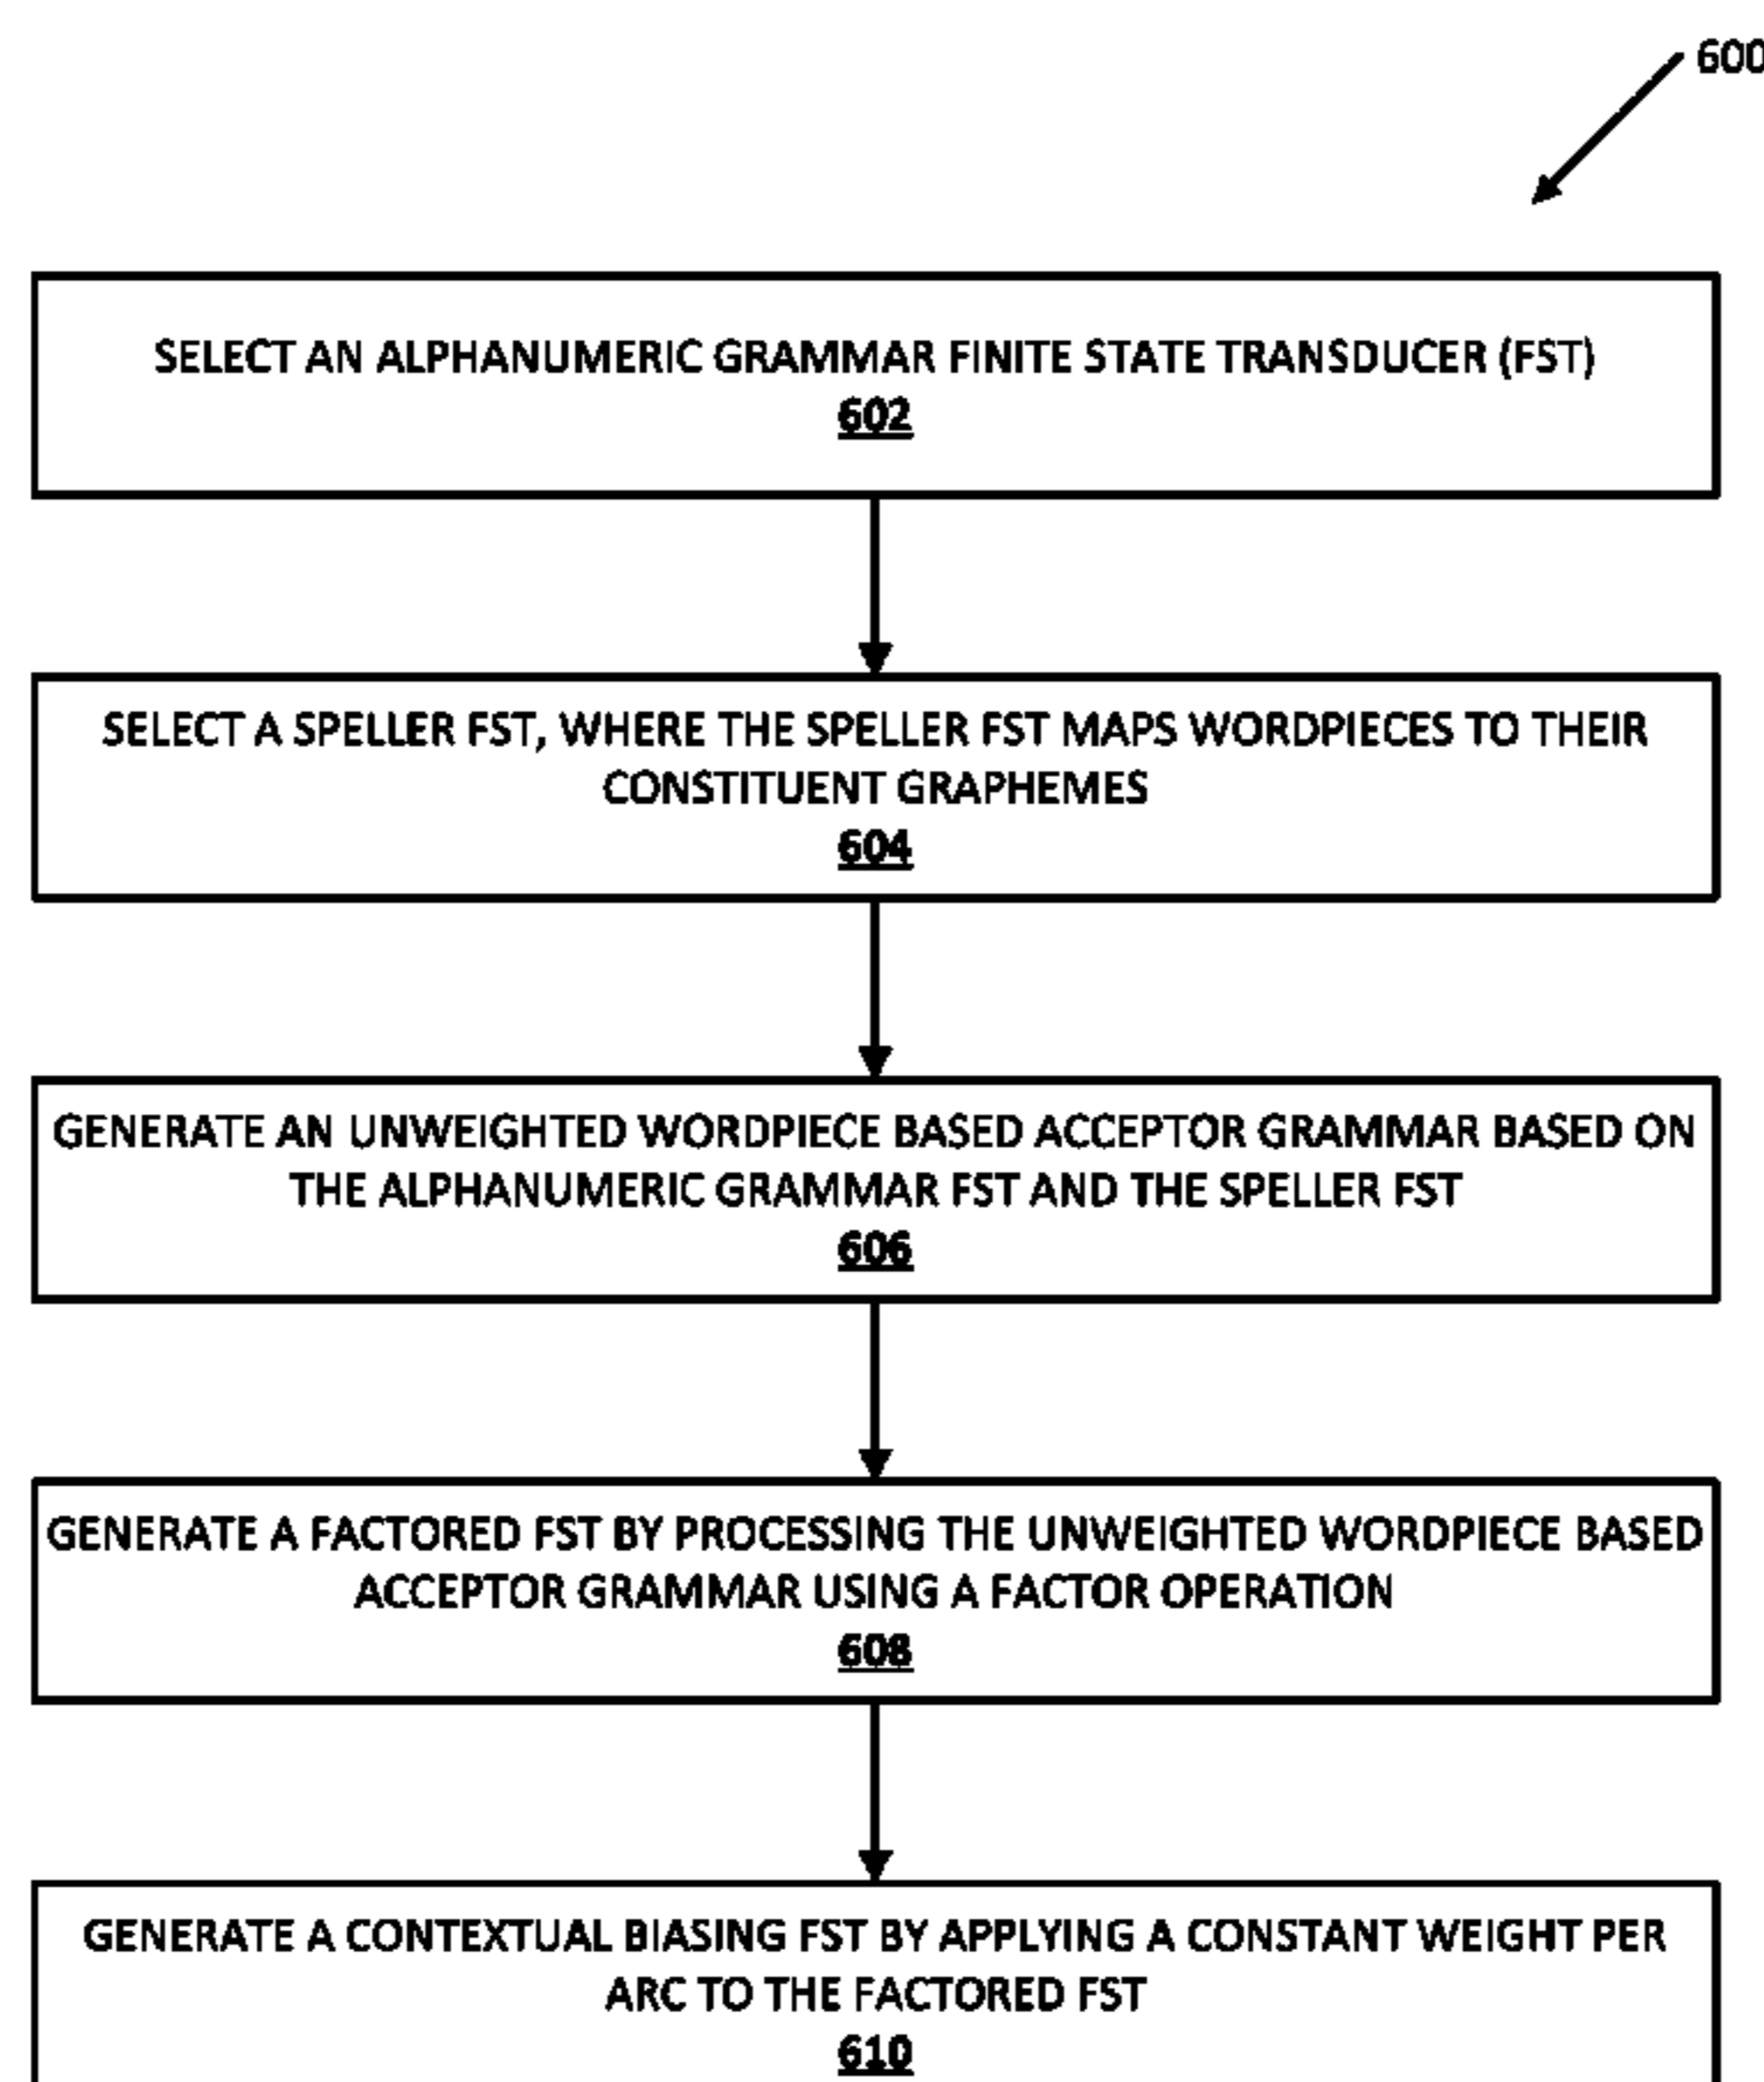 600
SELECT AN ALPHANUMERIC GRAMMAR FINITE STATE TRANSDUCER (FST)
602
SELECT A SPELLER FST, WHERE THE SPELLER FST MAPS WORDPIECES TO THEIR
CONSTITUENT GRAPHEMES
604
GENERATE AN UNWEIGHTED WORDPIECE BASED ACCEPTOR GRAMMAR BASED ON
THE ALPHANUMERIC GRAMMAR FST AND THE SPELLER FST
606
GENERATE A FACTORED FST BY PROCESSING THE UNWEIGHTED WORDPIECE BASED
ACCEPTOR GRAMMAR USING A FACTOR OPERATION
608
GENERATE A CONTEXTUAL BIASING FST BY APPLYING A CONSTANT WEIGHT PER
ARC TO THE FACTORED FST
610